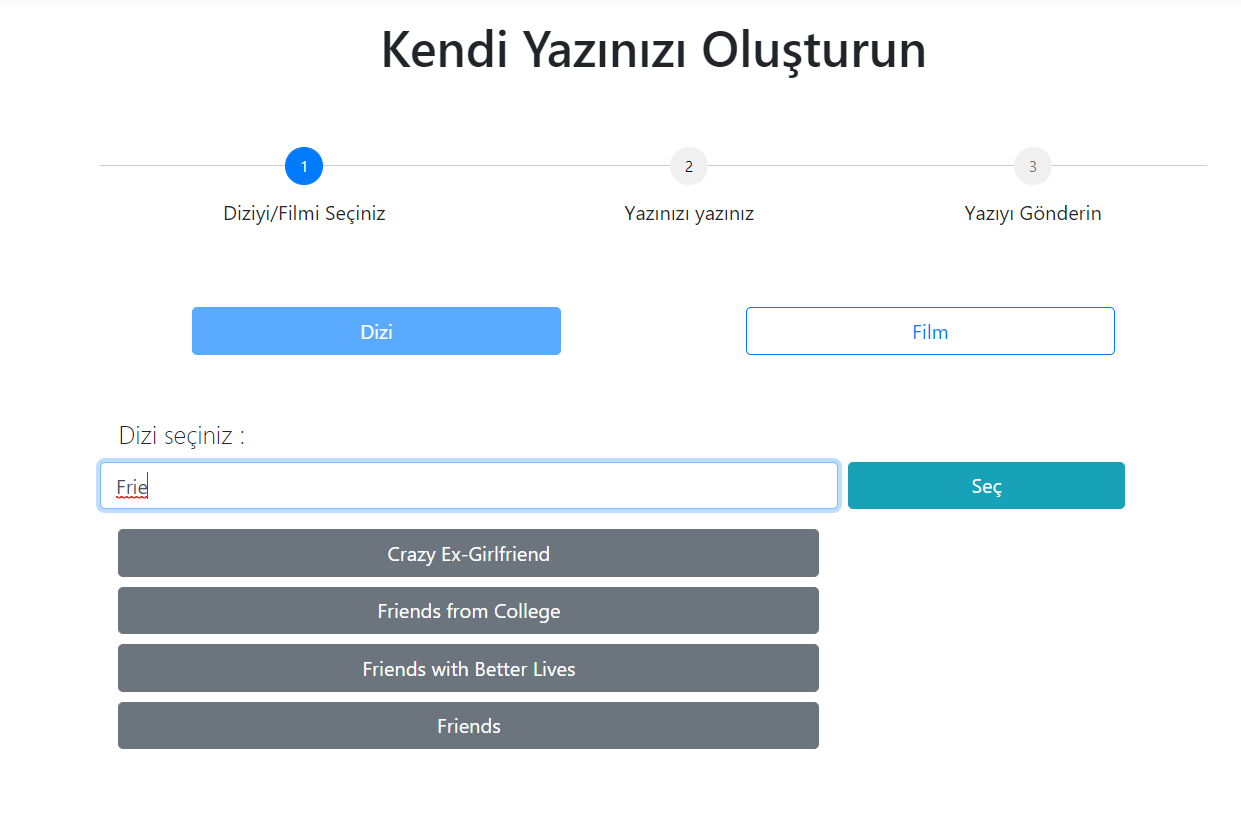 Kendi Yazınızı Oluşturun
1
2
3
Diziyi/Filmi Seçiniz
Yazınızı yazınız
Yazıyı Gönderin
Dizi
Film
Dizi seçiniz :
Frie
Seç
Crazy Ex-Girlfriend
Friends from College
Friends with Better Lives
Friends